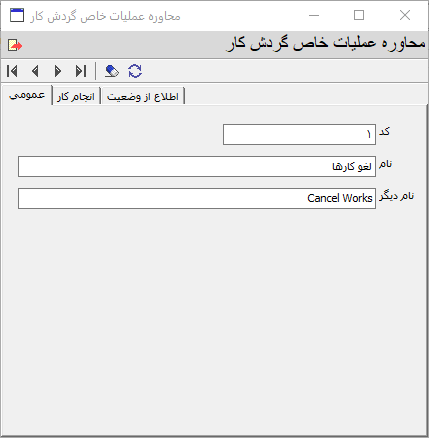 محاوره عملیات خاص گردش کار
محاوره عملیات خاص گردش کار
عمومی
انجام کار
اطلاع از وضعیت
کد
۱
نام
لغو کارها
نام دیگر
Cancel Works